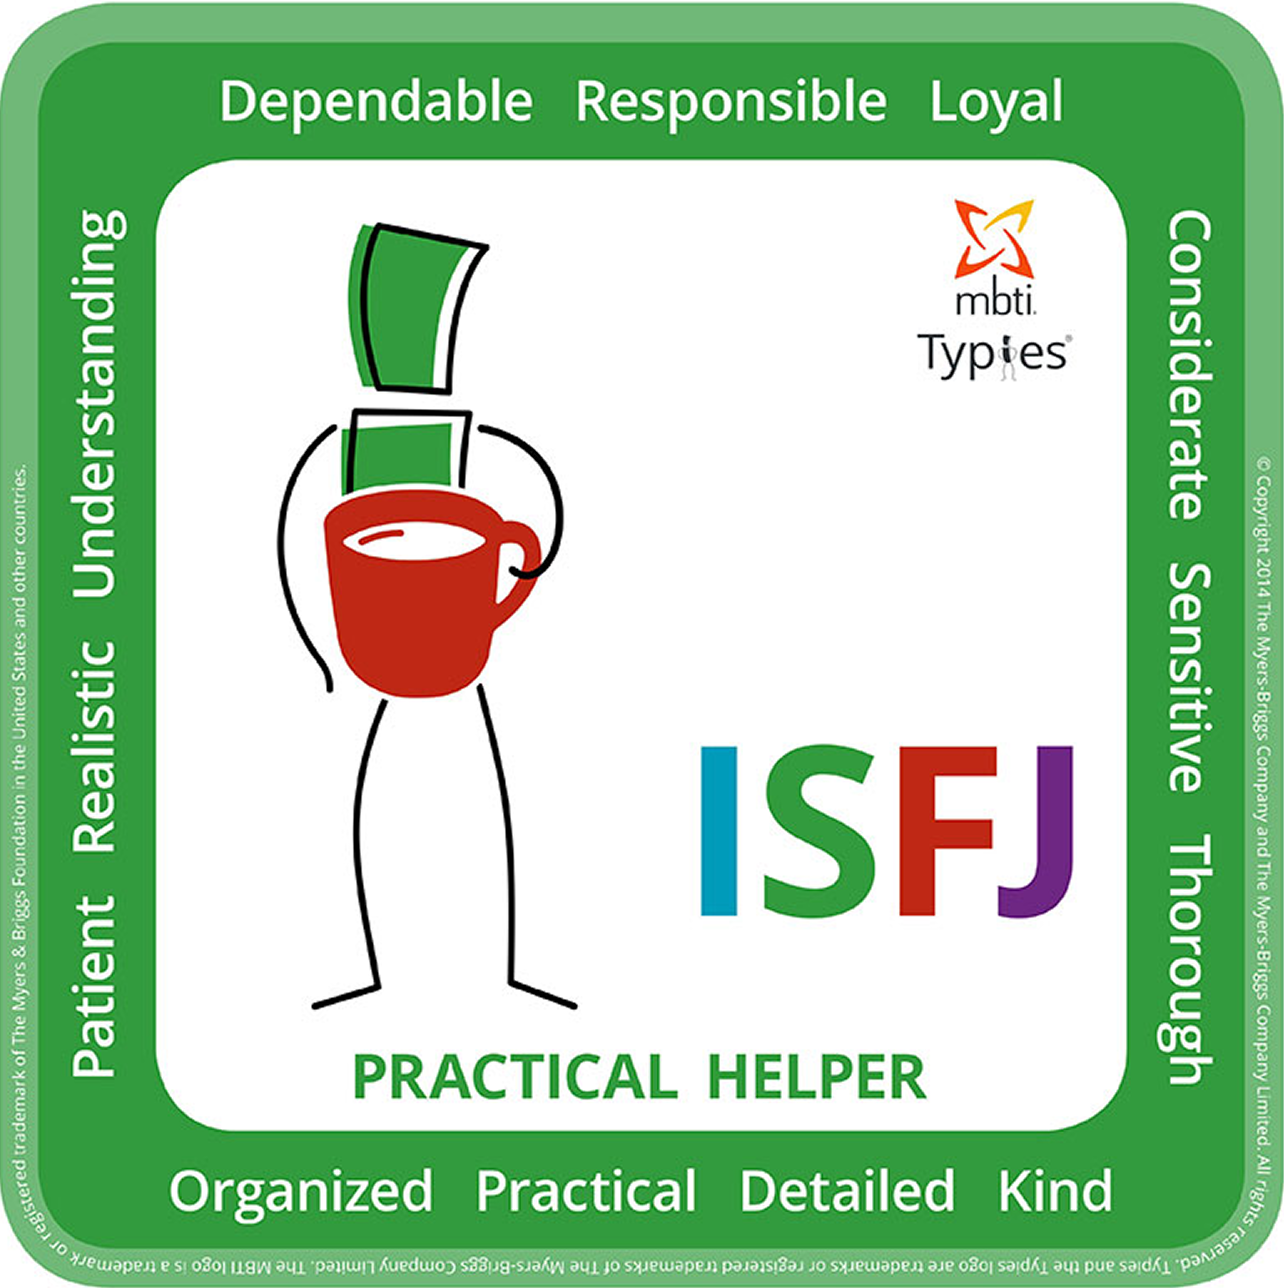 Dependable Responsible Loyal
Considerate Sensitive Thorough
Organized Practical Detailed Kind
Patient Realistic Understanding
mbti.
Typies®
ISFJ
PRACTICAL HELPER
© Copyright 2014 The Myers-Briggs Company and The Myers-Briggs Company Limited. All rights reserved. Typies and the Typies logo are trademarks or registered trademarks of The Myers-Briggs Company Limited. The MBTI logo is a trademark or registered trademark of The Myers & Briggs Foundation in the United States and other countries.